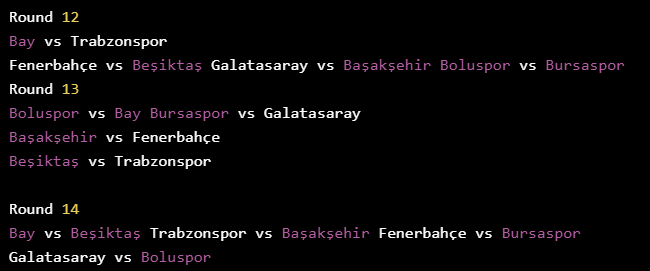 Round 12
Bay vs Trabzonspor
Fenerbahçe vs Beşiktaş Galatasaray vs Başakşehir Boluspor vs Bursaspor
Round 13
Boluspor vs Bay Bursaspor vs Galatasaray
Başakşehir vs Fenerbahçe
Beşiktaş vs Trabzonspor
Round 14
Bay vs Beşiktaş Trabzonspor vs Başakşehir Fenerbahçe vs Bursaspor
Galatasaray vs Boluspor